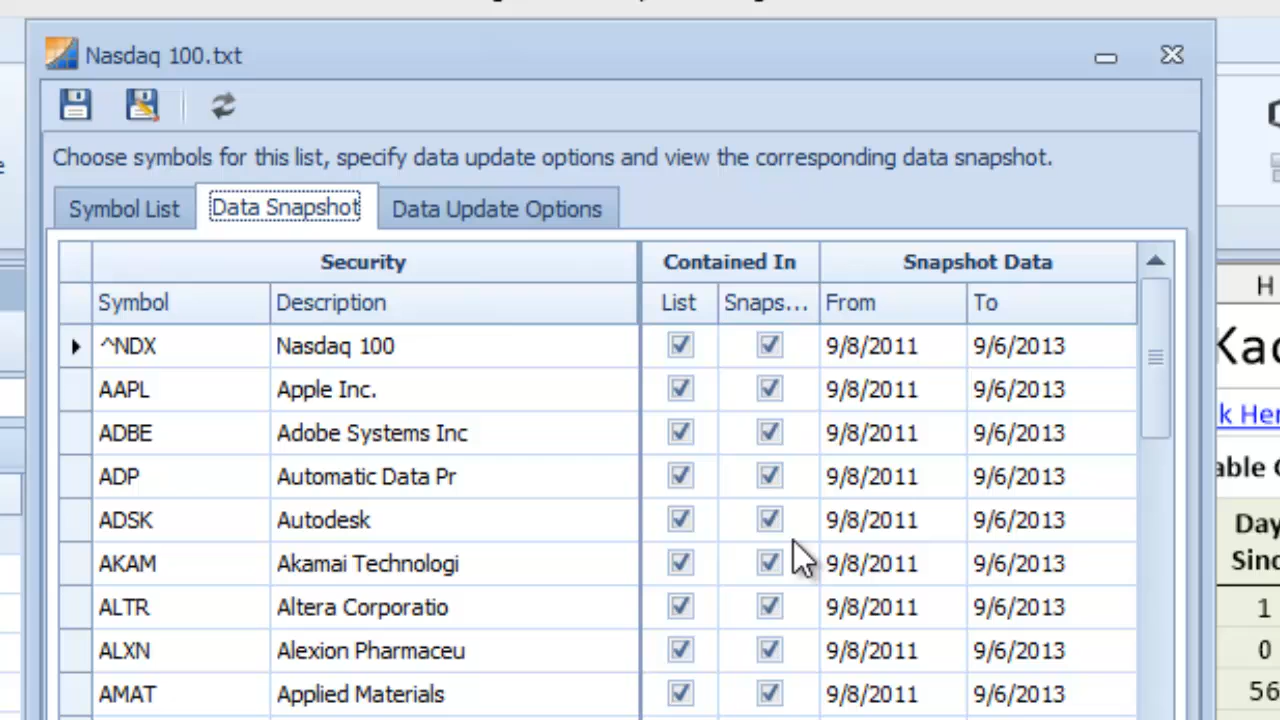 Nasdaq 100.txt
Choose symbols for this list, specify data update options and view the corresponding data snapshot.
Symbol List Data Snapshot Data Update Options
Security Contained In Snapshot Data
Symbol Description List Snaps... From To
^NDX Nasdaq 100 9/8/2011 9/6/2013
AAPL Apple Inc. 9/8/2011 9/6/2013
ADBE Adobe Systems Inc 9/8/2011 9/6/2013
ADP Automatic Data Pr 9/8/2011 9/6/2013
ADSK Autodesk 9/8/2011 9/6/2013
AKAM Akamai Technologi 9/8/2011 9/6/2013
ALTR Altera Corporatio 9/8/2011 9/6/2013
ALXN Alexion Pharmaceu 9/8/2011 9/6/2013
AMAT Applied Materials 9/8/2011 9/6/2013
H
1
0
56